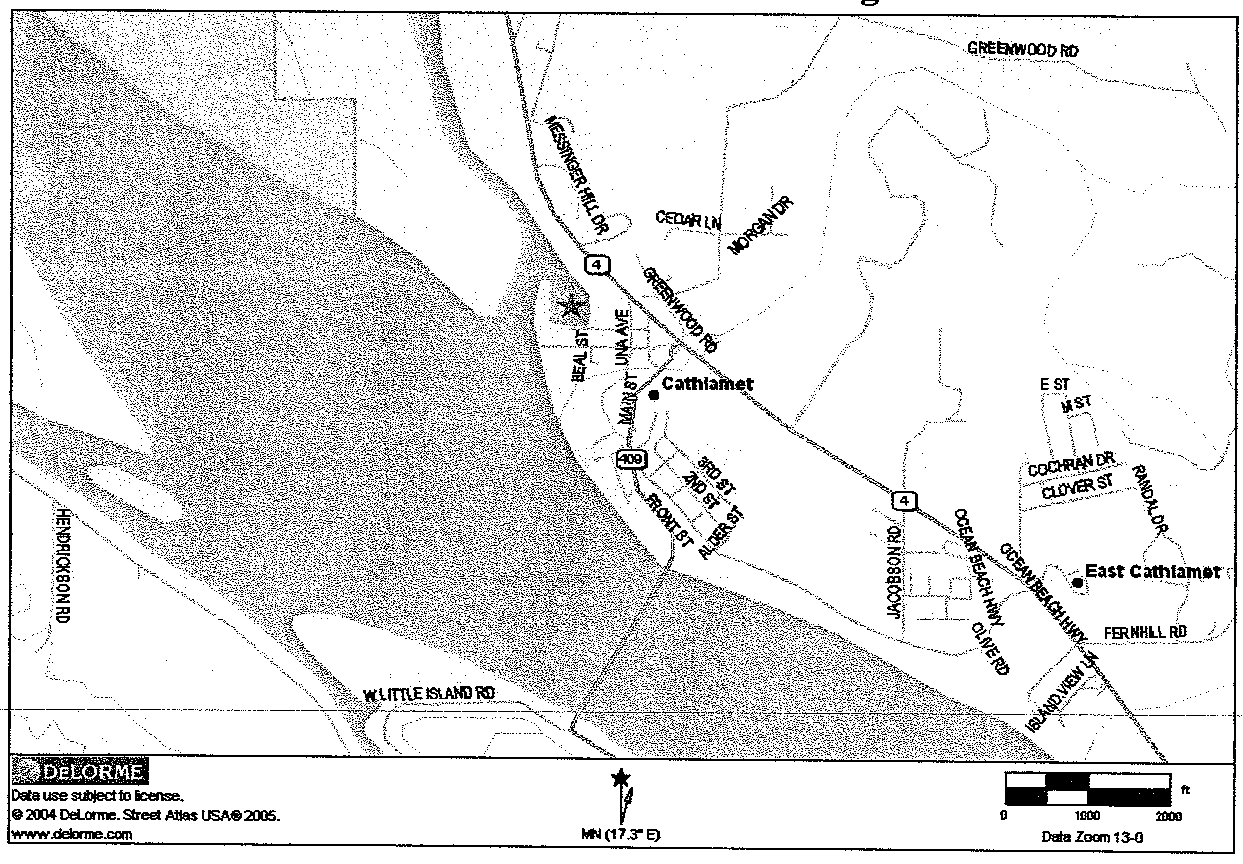 GREENWOOD RD
MESSINGER HILL DR
CEDAR LN
MORGAN DR
4
GREENWOOD RD
BEAL ST
UNA AVE
MAIN ST
Cathlamet
E ST
M ST
409
3RD ST
2ND ST
FRONT ST
ALDER ST
COCHRAN DR
CLOVER ST
RANDAL DR
4
HENDRICKSON RD
JACOBSON RD
OCEAN BEACH HWY
OCEAN BEACH HWY
East Cathlamet
OLIVE RD
FERNHILL RD
ISLAND VIEW LN
W LITTLE ISLAND RD
DELORME
Data use subject to license.
© 2004 DeLorme. Street Atlas USA® 2005.
www.delorme.com
MN (17.3° E)
ft
0 1000 2000
Data Zoom 13-0